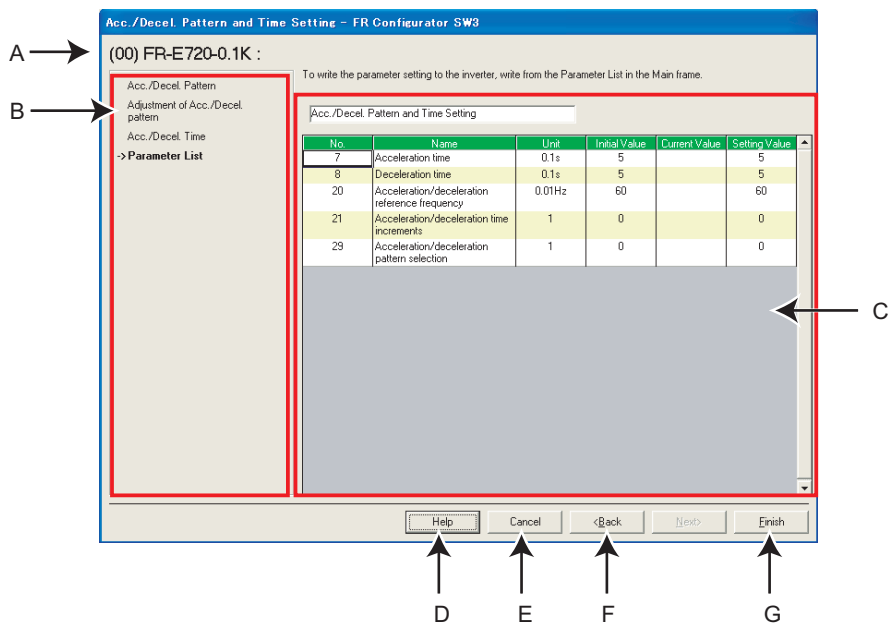 Acc./Decel. Pattern and Time Setting - FR Configurator SW3
A
(00) FR-E720-0.1K :
B
Acc./Decel. Pattern
Adjustment of Acc./Decel.
pattern
Acc./Decel. Time
->Parameter List
To write the parameter setting to the inverter, write from the Parameter List in the Main frame.
Acc./Decel. Pattern and Time Setting
No. Name Unit Initial Value Current Value Setting Value
7 Acceleration time 0.1s 5 5
8 Deceleration time 0.1s 5 5
20 Acceleration/deceleration reference frequency 0.01Hz 60 60
21 Acceleration/deceleration time increments 1 0 0
29 Acceleration/deceleration pattern selection 1 0 0
C
Help Cancel <Back Next> Finish
D E F G